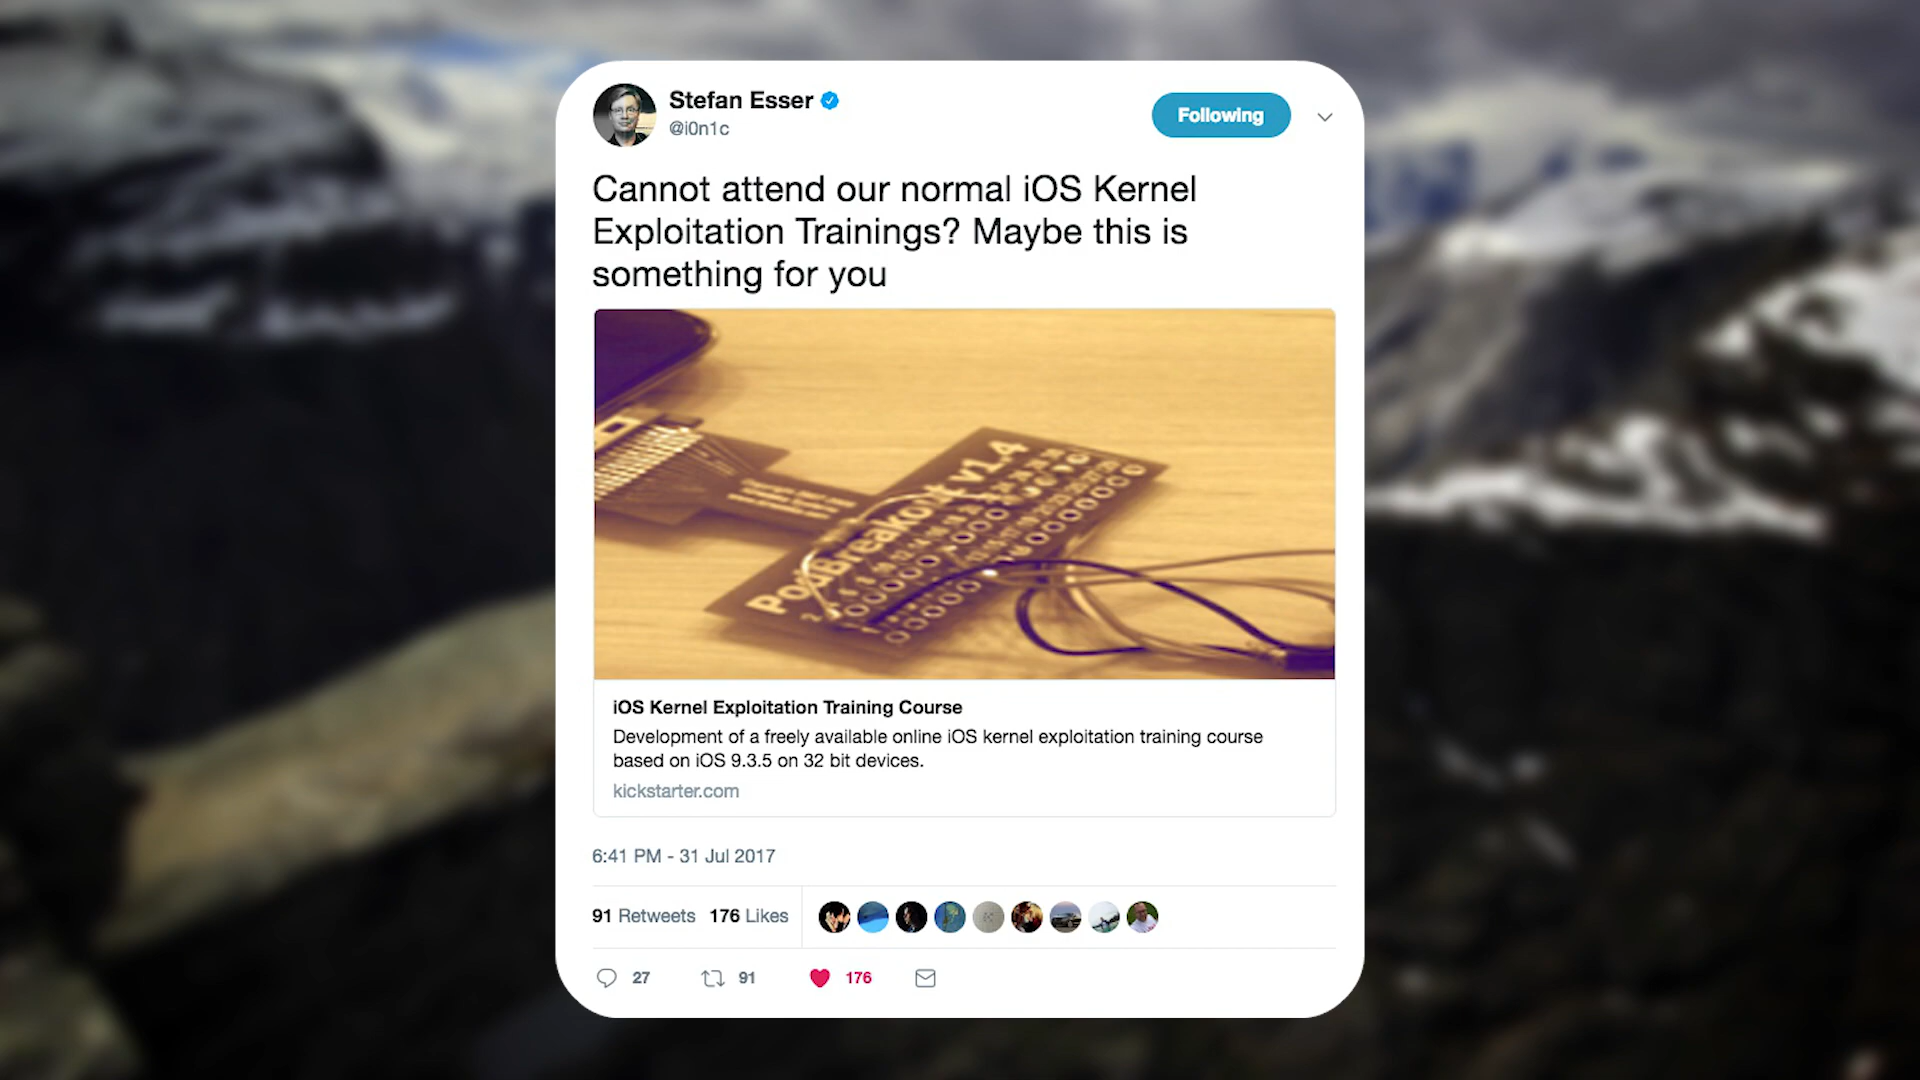 Stefan Esser
@i0n1c
Following
Cannot attend our normal iOS Kernel
Exploitation Trainings? Maybe this is
something for you
PodBreakout v1.4
iOS Kernel Exploitation Training Course
Development of a freely available online iOS kernel exploitation training course
based on iOS 9.3.5 on 32 bit devices.
kickstarter.com
6:41 PM - 31 Jul 2017
91 Retweets 176 Likes
27 91 176